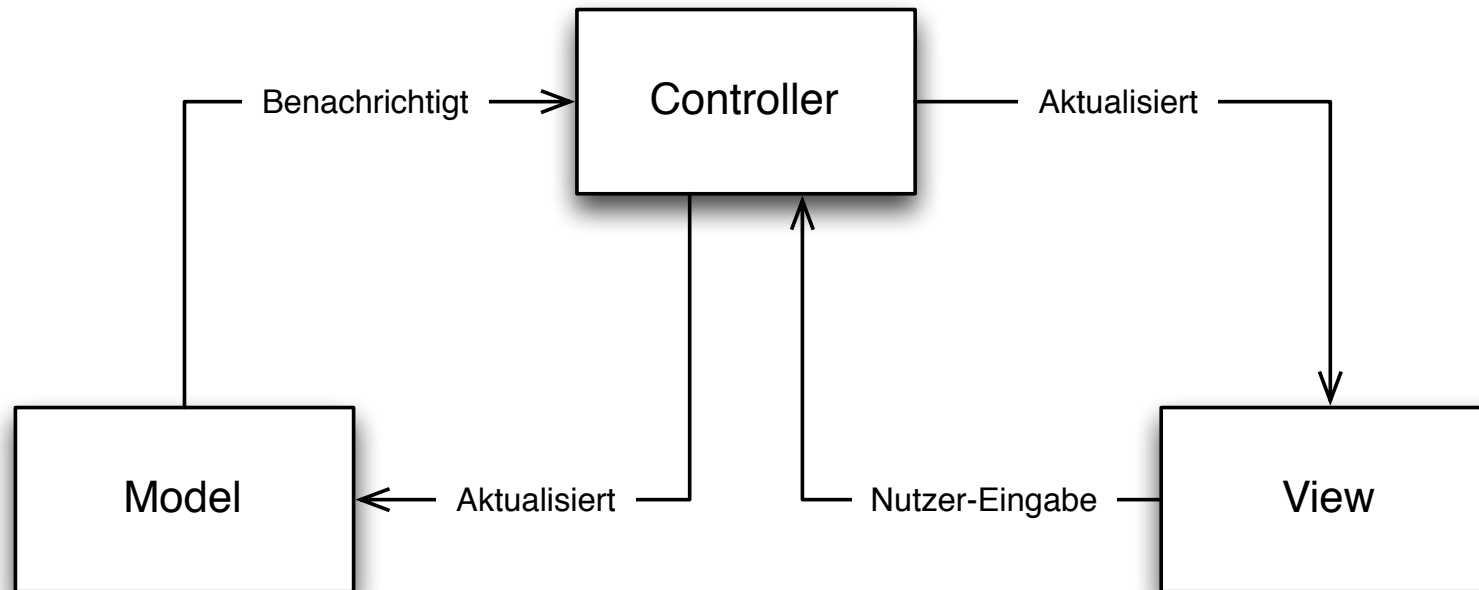 Controller
Benachrichtigt
Aktualisiert
Model
Aktualisiert
Nutzer-Eingabe
View